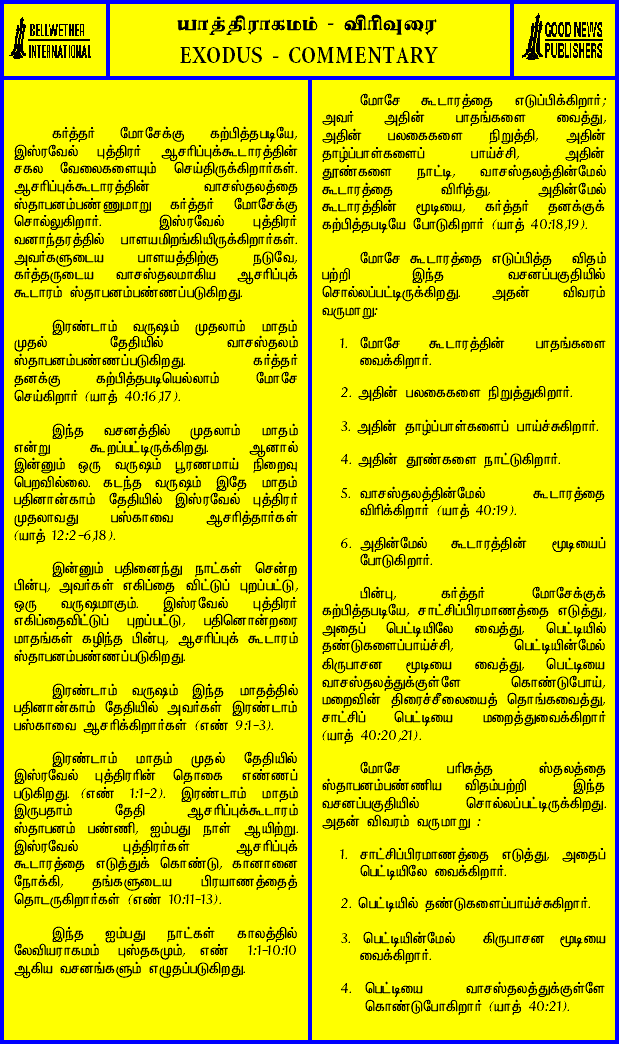 BELLWETHER
INTERNATIONAL
யாத்திராகமம் - விரிவுரை
EXODUS - COMMENTARY
GOOD NEWS
PUBLISHERS
கர்த்தர் மோசேக்கு கற்பித்தபடியே,
இஸ்ரவேல் புத்திரர் ஆசரிப்புக்கூடாரத்தின்
சகல வேலைகளையும் செய்திருக்கிறார்கள்.
ஆசரிப்புக்கூடாரத்தின் வாசஸ்தலத்தை
ஸ்தாபனம்பண்ணுமாறு கர்த்தர் மோசேக்கு
சொல்லுகிறார். இஸ்ரவேல் புத்திரர்
வனாந்தரத்தில் பாளயமிறங்கியிருக்கிறார்கள்.
அவர்களுடைய பாளயத்திற்கு நடுவே,
கர்த்தருடைய வாசஸ்தலமாகிய ஆசரிப்புக்
கூடாரம் ஸ்தாபனம்பண்ணப்படுகிறது.
இரண்டாம் வருஷம் முதலாம் மாதம்
முதல் தேதியில் வாசஸ்தலம்
ஸ்தாபனம்பண்ணப்படுகிறது. கர்த்தர்
தனக்கு கற்பித்தபடியெல்லாம் மோசே
செய்கிறார் (யாத் 40:16,17).
இந்த வசனத்தில் முதலாம் மாதம்
என்று கூறப்பட்டிருக்கிறது. ஆனால்
இன்னும் ஒரு வருஷம் பூரணமாய் நிறைவு
பெறவில்லை. கடந்த வருஷம் இதே மாதம்
பதினான்காம் தேதியில் இஸ்ரவேல் புத்திரர்
முதலாவது பஸ்காவை ஆசரித்தார்கள்
(யாத் 12:2-6,18).
இன்னும் பதினைந்து நாட்கள் சென்ற
பின்பு, அவர்கள் எகிப்தை விட்டுப் புறப்பட்டு,
ஒரு வருஷமாகும். இஸ்ரவேல் புத்திரர்
எகிப்தைவிட்டுப் புறப்பட்டு, பதினொன்றரை
மாதங்கள் கழிந்த பின்பு, ஆசரிப்புக் கூடாரம்
ஸ்தாபனம்பண்ணப்படுகிறது.
இரண்டாம் வருஷம் இந்த மாதத்தில்
பதினான்காம் தேதியில் அவர்கள் இரண்டாம்
பஸ்காவை ஆசரிக்கிறார்கள் (எண் 9:1-3).
இரண்டாம் மாதம் முதல் தேதியில்
இஸ்ரவேல் புத்திரரின் தொகை எண்ணப்
படுகிறது. (எண் 1:1-2). இரண்டாம் மாதம்
இருபதாம் தேதி ஆசரிப்புக்கூடாரம்
ஸ்தாபனம் பண்ணி, ஐம்பது நாள் ஆயிற்று.
இஸ்ரவேல் புத்திரர்கள் ஆசரிப்புக்
கூடாரத்தை எடுத்துக் கொண்டு, கானானை
நோக்கி, தங்களுடைய பிரயாணத்தைத்
தொடருகிறார்கள் (எண் 10:11-13).
இந்த ஐம்பது நாட்கள் காலத்தில்
லேவியராகமம் புஸ்தகமும், எண் 1:1-10:10
ஆகிய வசனங்களும் எழுதப்படுகிறது.
மோசே கூடாரத்தை எடுப்பிக்கிறார்;
அவர் அதின் பாதங்களை வைத்து,
அதின் பலகைகளை நிறுத்தி, அதின்
தாழ்ப்பாள்களைப் பாய்ச்சி, அதின்
தூண்களை நாட்டி, வாசஸ்தலத்தின்மேல்
கூடாரத்தை விரித்து, அதின்மேல்
கூடாரத்தின் மூடியை, கர்த்தர் தனக்குக்
கற்பித்தபடியே போடுகிறார் (யாத் 40:18,19).
மோசே கூடாரத்தை எடுப்பித்த விதம்
பற்றி இந்த வசனப்பகுதியில்
சொல்லப்பட்டிருக்கிறது. அதன் விவரம்
வருமாறு:
1. மோசே கூடாரத்தின் பாதங்களை
வைக்கிறார்.
2. அதின் பலகைகளை நிறுத்துகிறார்.
3. அதின் தாழ்ப்பாள்களைப் பாய்ச்சுகிறார்.
4. அதின் தூண்களை நாட்டுகிறார்.
5. வாசஸ்தலத்தின்மேல் கூடாரத்தை
விரிக்கிறார் (யாத் 40:19).
6. அதின்மேல் கூடாரத்தின் மூடியைப்
போடுகிறார்.
பின்பு, கர்த்தர் மோசேக்குக்
கற்பித்தபடியே, சாட்சிப்பிரமாணத்தை எடுத்து,
அதைப் பெட்டியிலே வைத்து, பெட்டியில்
தண்டுகளைப்பாய்ச்சி, பெட்டியின்மேல்
கிருபாசன மூடியை வைத்து, பெட்டியை
வாசஸ்தலத்துக்குள்ளே கொண்டுபோய்,
மறைவின் திரைச்சீலையைத் தொங்கவைத்து,
சாட்சிப் பெட்டியை மறைத்துவைக்கிறார்
(யாத் 40:20,21).
மோசே பரிசுத்த ஸ்தலத்தை
ஸ்தாபனம்பண்ணிய விதம்பற்றி இந்த
வசனப்பகுதியில் சொல்லப்பட்டிருக்கிறது.
அதன் விவரம் வருமாறு :
1. சாட்சிப்பிரமாணத்தை எடுத்து, அதைப்
பெட்டியிலே வைக்கிறார்.
2. பெட்டியில் தண்டுகளைப்பாய்ச்சுகிறார்.
3. பெட்டியின்மேல் கிருபாசன மூடியை
வைக்கிறார்.
4. பெட்டியை வாசஸ்தலத்துக்குள்ளே
கொண்டுபோகிறார் (யாத் 40:21).